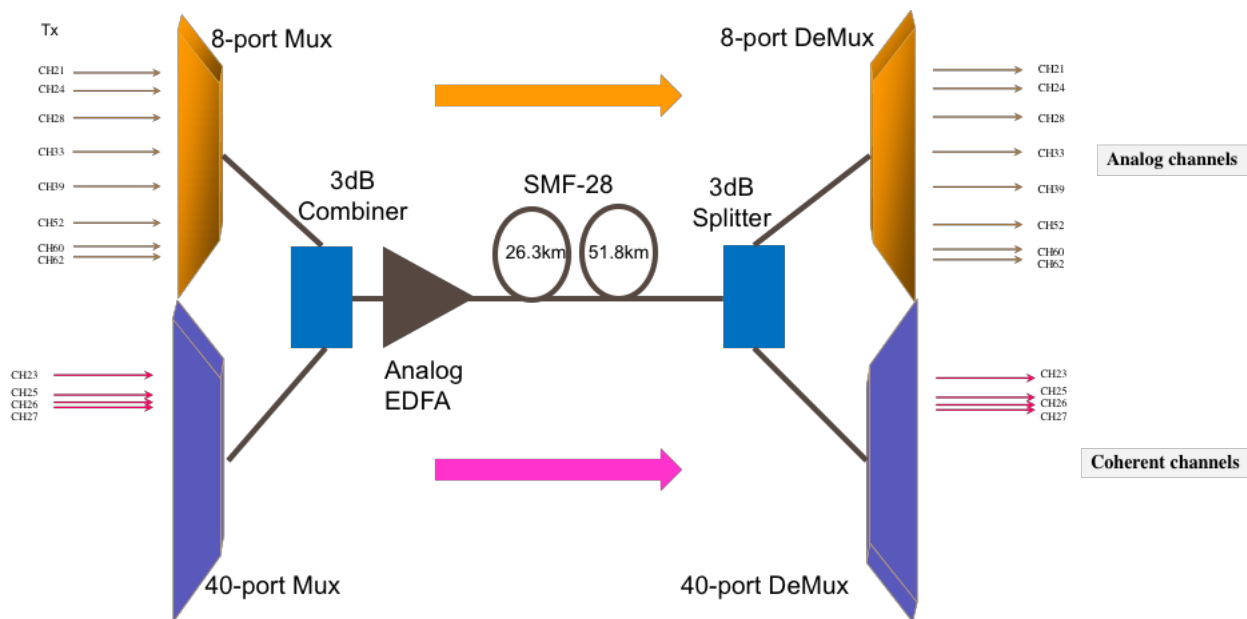 Tx
8-port Mux
8-port DeMux
CH21
CH24
CH28
CH33
CH39
CH52
CH60
CH62
3dB
Combiner
SMF-28
26.3km
51.8km
3dB
Splitter
CH21
CH24
CH28
CH33
CH39
CH52
CH60
CH62
Analog channels
Analog
EDFA
CH23
CH25
CH26
CH27
CH23
CH25
CH26
CH27
Coherent channels
40-port Mux
40-port DeMux